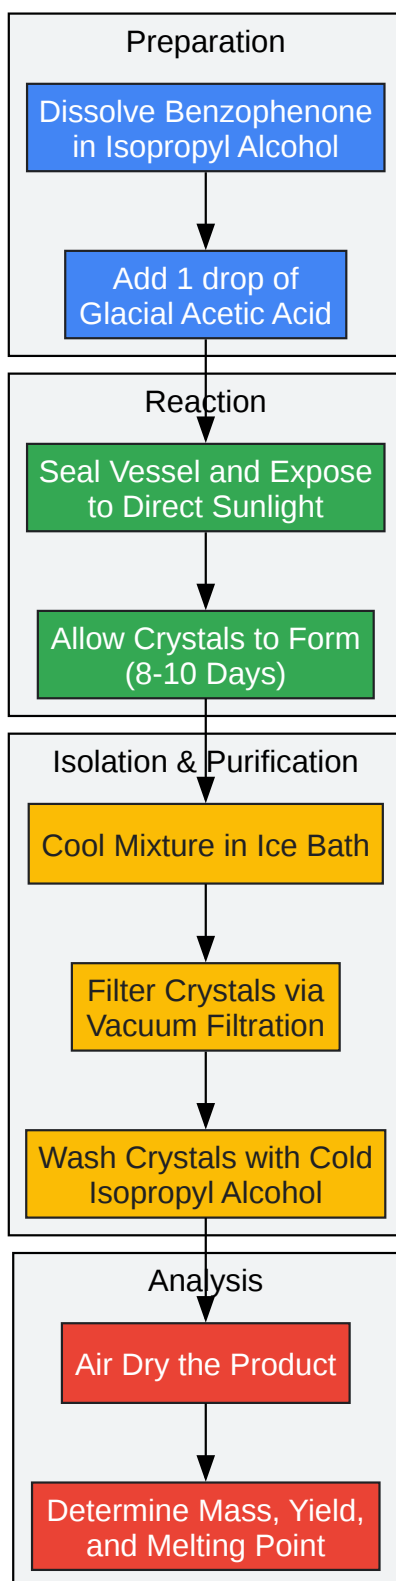 Preparation
Dissolve Benzophenone
in Isopropyl Alcohol
Add 1 drop of
Glacial Acetic Acid
Reaction
Seal Vessel and Expose
to Direct Sunlight
Allow Crystals to Form
(8-10 Days)
Isolation & Purification
Cool Mixture in Ice Bath
Filter Crystals via
Vacuum Filtration
Wash Crystals with Cold
Isopropyl Alcohol
Analysis
Air Dry the Product
Determine Mass, Yield,
and Melting Point